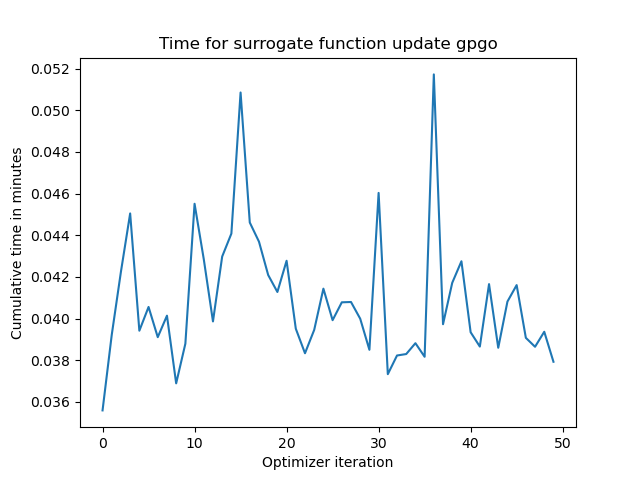 Time for surrogate function update gpgo
0.052
0.050
0.048
0.046
0.044
0.042
0.040
0.038
0.036
Cumulative time in minutes
0 10 20 30 40 50
Optimizer iteration